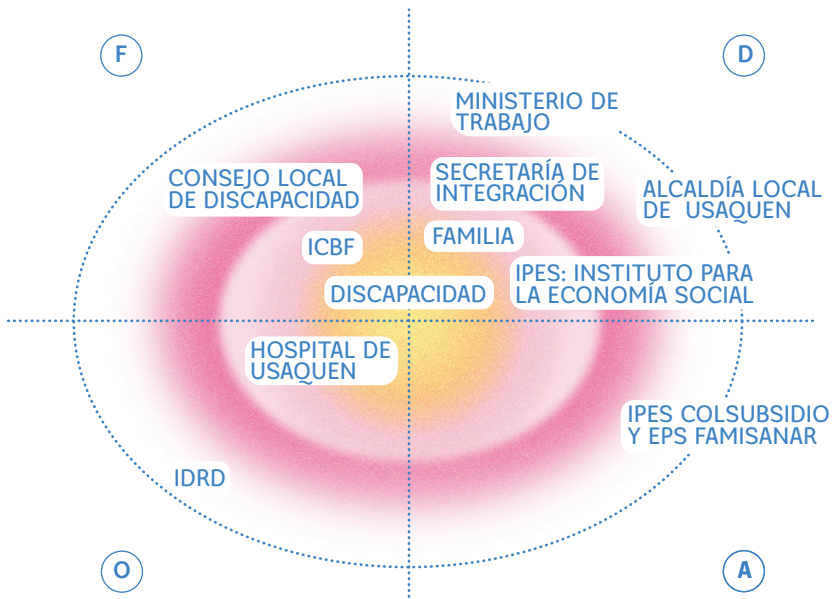 F
D
MINISTERIO DE
TRABAJO
CONSEJO LOCAL
DE DISCAPACIDAD
SECRETARÍA DE
INTEGRACIÓN
ALCALDÍA LOCAL
DE USAQUEN
ICBF
FAMILIA
IPES: INSTITUTO PARA
LA ECONOMÍA SOCIAL
DISCAPACIDAD
HOSPITAL DE
USAQUEN
IPES COLSUBSIDIO
Y EPS FAMISANAR
IDRD
O
A